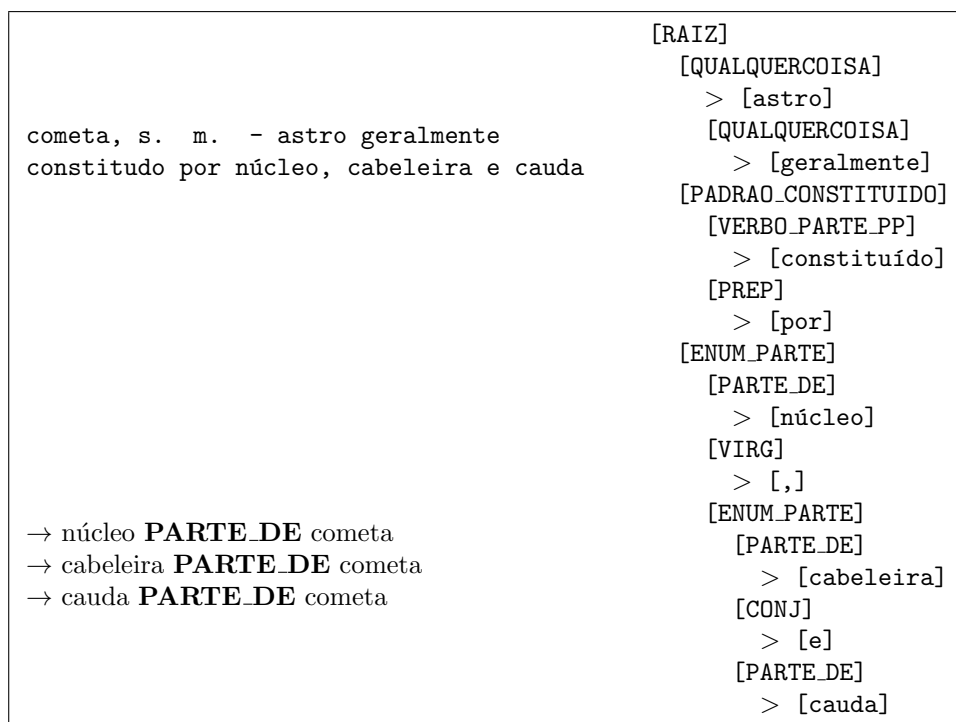 cometa, s. m. - astro geralmente
constitudo por núcleo, cabeleira e cauda
→ núcleo PARTE_DE cometa
→ cabeleira PARTE_DE cometa
→ cauda PARTE_DE cometa
[RAIZ]
[QUALQUERCOISA]
> [astro]
[QUALQUERCOISA]
> [geralmente]
[PADRAO_CONSTITUIDO]
[VERBO_PARTE_PP]
> [constituído]
[PREP]
> [por]
[ENUM_PARTE]
[PARTE_DE]
> [núcleo]
[VIRG]
> [,]
[ENUM_PARTE]
[PARTE_DE]
> [cabeleira]
[CONJ]
> [e]
[PARTE_DE]
> [cauda]